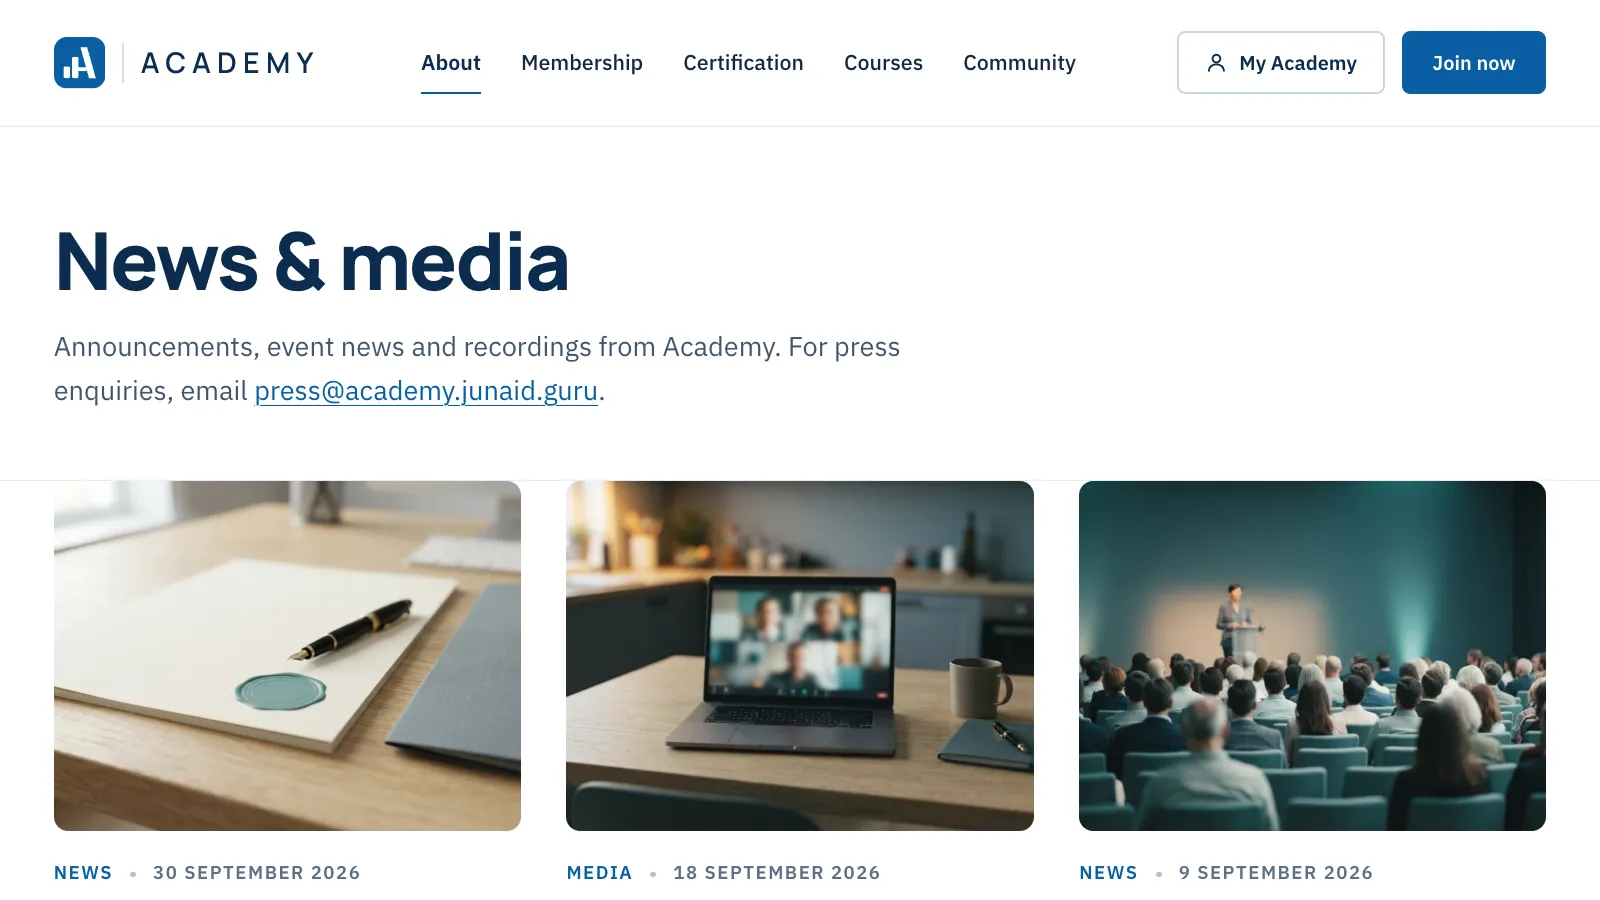 ACADEMY
About
Membership
Certification
Courses
Community
My Academy
Join now
News & media
Announcements, event news and recordings from Academy. For press
enquiries, email press@academy.junaid.guru.
NEWS • 30 SEPTEMBER 2026
MEDIA • 18 SEPTEMBER 2026
NEWS • 9 SEPTEMBER 2026